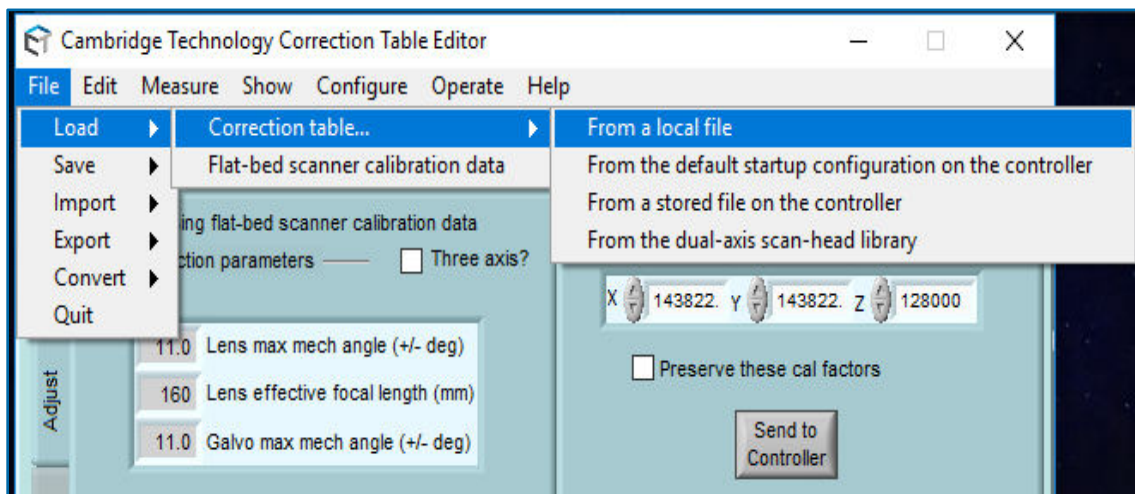 Cambridge Technology Correction Table Editor
File Edit Measure Show Configure Operate Help
Load
Save
Import
Export
Convert
Quit
Correction table...
Flat-bed scanner calibration data
From a local file
From the default startup configuration on the controller
From a stored file on the controller
From the dual-axis scan-head library
flat-bed scanner calibration data
parameters
Three axis?
X 143822. Y 143822. Z 128000
11.0 Lens max mech angle (+/- deg)
160 Lens effective focal length (mm)
11.0 Galvo max mech angle (+/- deg)
Preserve these cal factors
Send to
Controller
Adjust